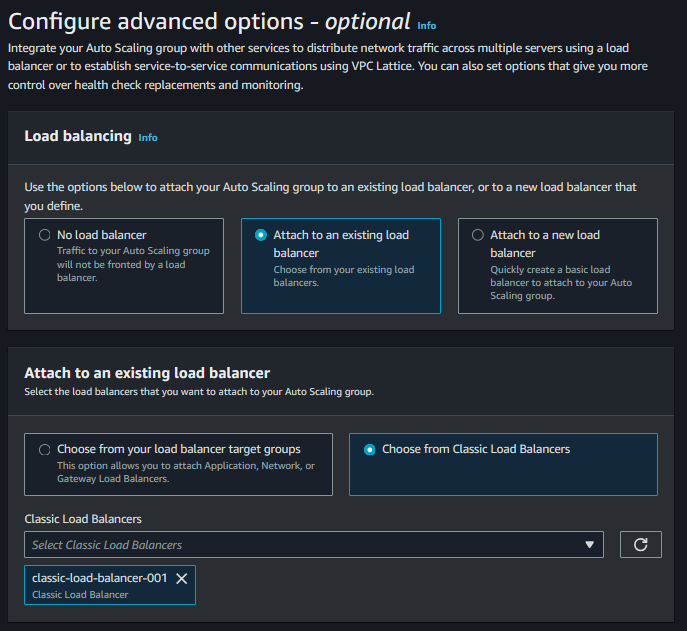 Configure advanced options - optional Info
Integrate your Auto Scaling group with other services to distribute network traffic across multiple servers using a load
balancer or to establish service-to-service communications using VPC Lattice. You can also set options that give you more
control over health check replacements and monitoring.
Load balancing Info
Use the options below to attach your Auto Scaling group to an existing load balancer, or to a new load balancer that
you define.
No load balancer
Traffic to your Auto Scaling group
will not be fronted by a load
balancer.
Attach to an existing load
balancer
Choose from your existing load
balancers.
Attach to a new load
balancer
Quickly create a basic load
balancer to attach to your Auto
Scaling group.
Attach to an existing load balancer
Select the load balancers that you want to attach to your Auto Scaling group.
Choose from your load balancer target groups
This option allows you to attach Application, Network, or
Gateway Load Balancers.
Choose from Classic Load Balancers
Classic Load Balancers
Select Classic Load Balancers
classic-load-balancer-001
Classic Load Balancer